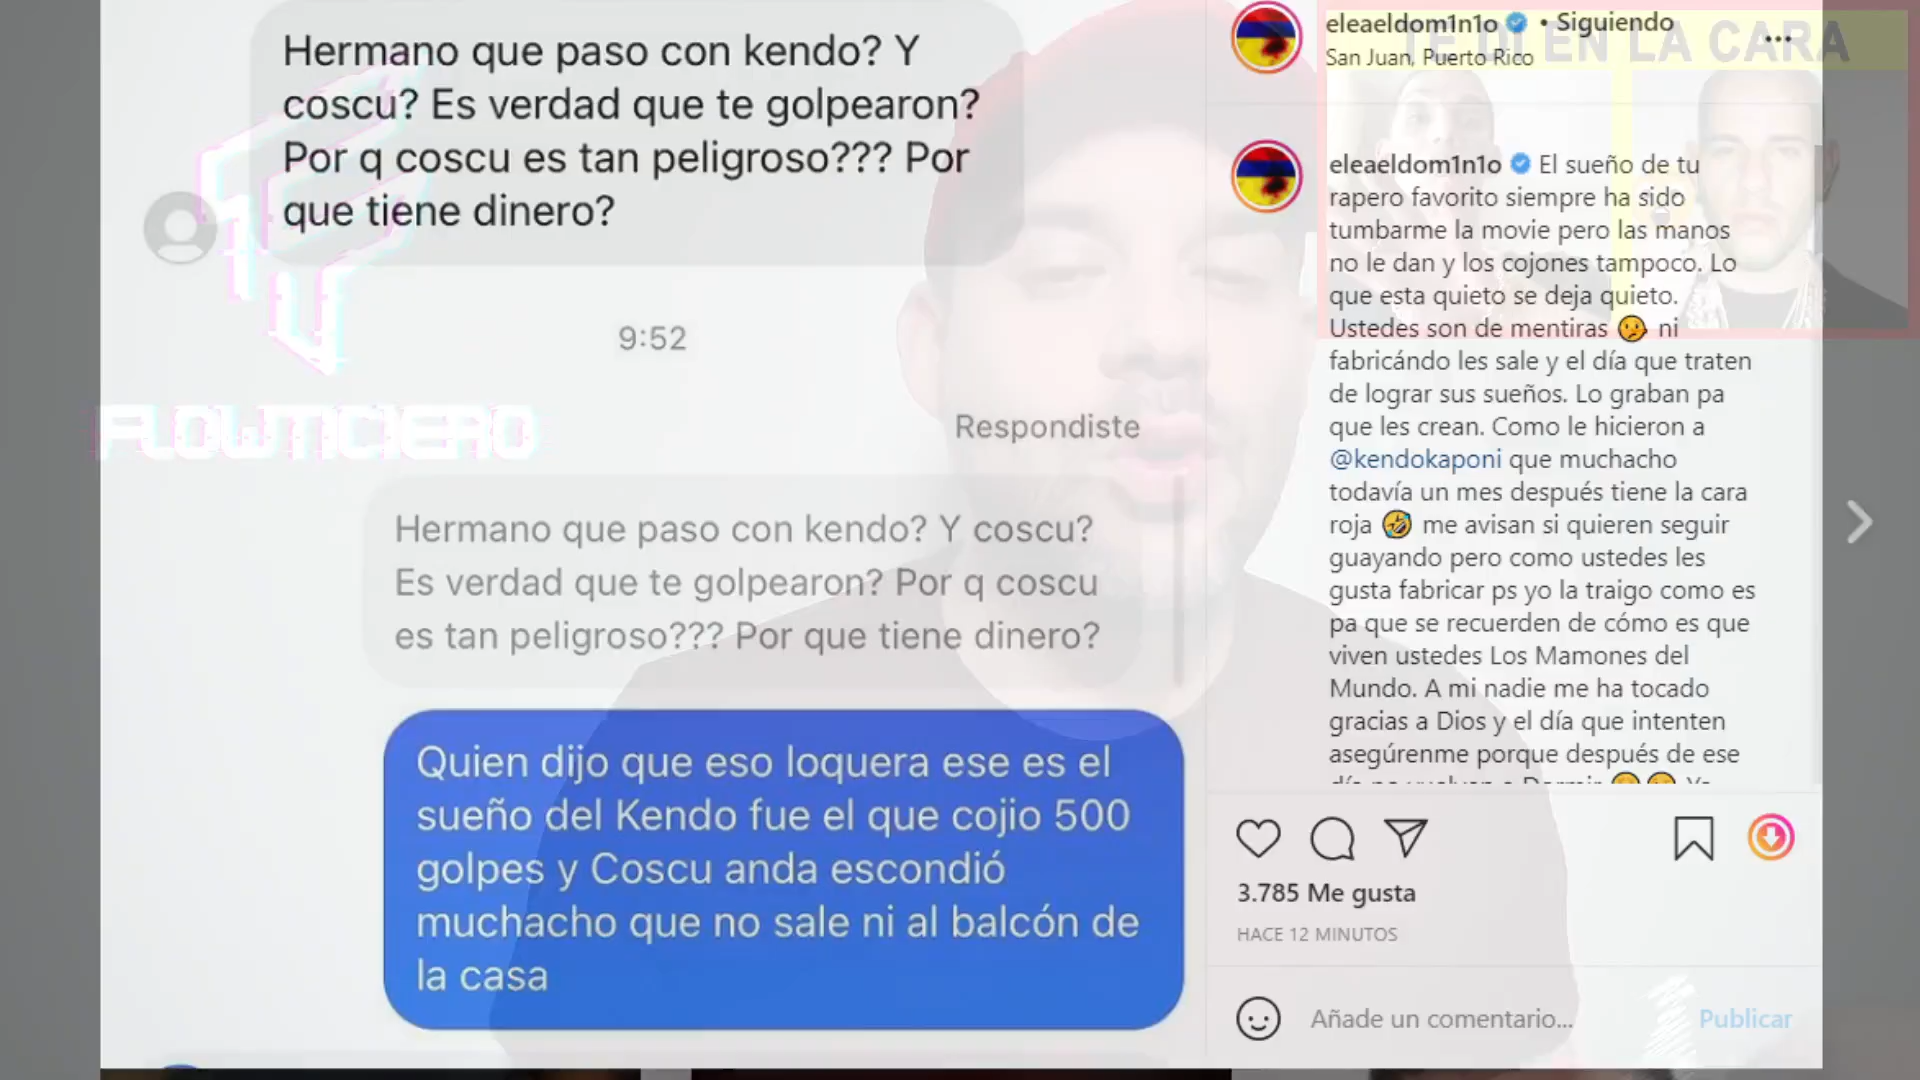 Hermano que paso con kendo? Y
coscu? Es verdad que te golpearon?
Por q coscu es tan peligroso??? Por
que tiene dinero?
9:52
Respondiste
Hermano que paso con kendo? Y coscu?
Es verdad que te golpearon? Por q coscu
es tan peligroso??? Por que tiene dinero?
Quien dijo que eso loquera ese es el
sueño del Kendo fue el que cojio 500
golpes y Coscu anda escondió
muchacho que no sale ni al balcón de
la casa
FLOWTICIERO
eleaeldom1n1o • Siguiendo
San Juan, Puerto Rico
TE DI EN LA CARA
eleaeldom1n1o El sueño de tu
rapero favorito siempre ha sido
tumbarme la movie pero las manos
no le dan y los cojones tampoco. Lo
que esta quieto se deja quieto.
Ustedes son de mentiras 🤥 ni
fabricándo les sale y el día que traten
de lograr sus sueños. Lo graban pa
que les crean. Como le hicieron a
@kendokaponi que muchacho
todavía un mes después tiene la cara
roja 🤣 me avisan si quieren seguir
guayando pero como ustedes les
gusta fabricar ps yo la traigo como es
pa que se recuerden de cómo es que
viven ustedes Los Mamones del
Mundo. A mi nadie me ha tocado
gracias a Dios y el día que intenten
asegúrenme porque después de ese
3.785 Me gusta
HACE 12 MINUTOS
Añade un comentario...
Publicar